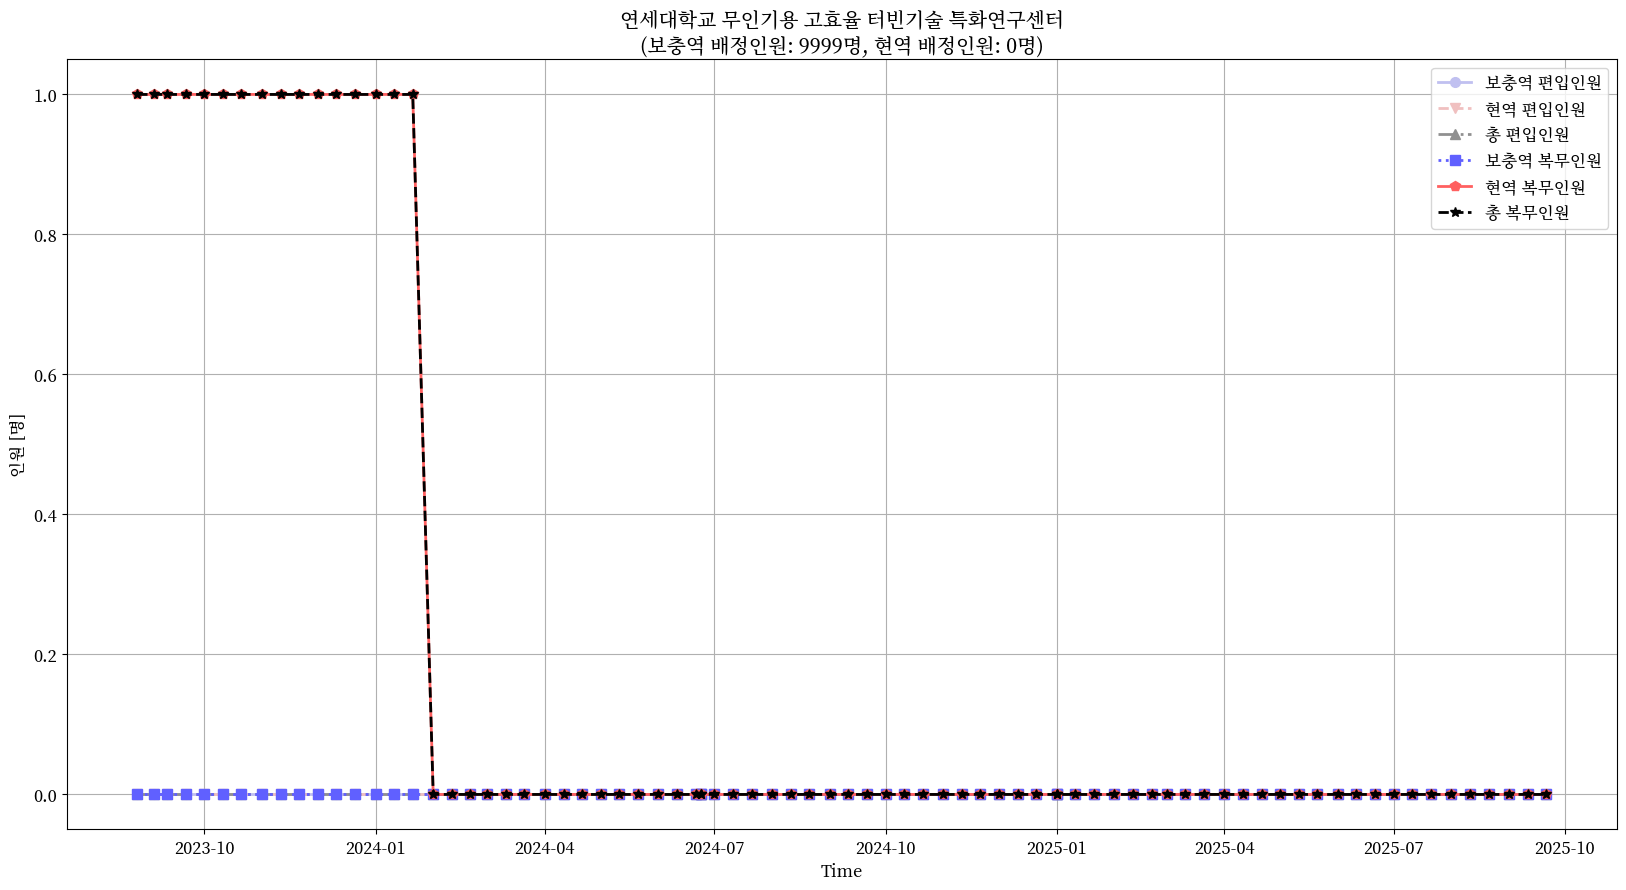 연세대학교 무인기용 고효율 터빈기술 특화연구센터
(보충역 배정인원: 9999명, 현역 배정인원: 0명)
보충역 편입인원
현역 편입인원
총 편입인원
보충역 복무인원
현역 복무인원
총 복무인원
인원 [명]
1.0
0.8
0.6
0.4
0.2
0.0
2023-10
2024-01
2024-04
2024-07
2024-10
2025-01
2025-04
2025-07
2025-10
Time